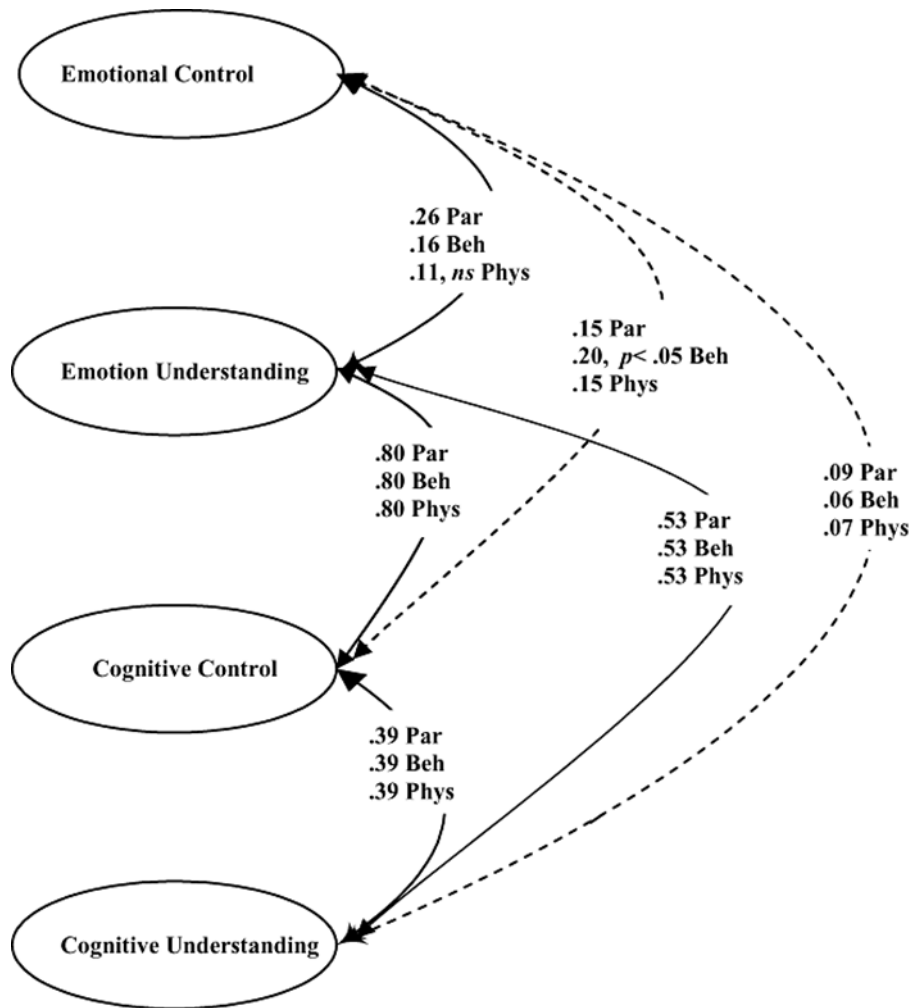 Emotional Control
.26 Par
.16 Beh
.11, ns Phys
.15 Par
.20, p< .05 Beh
.15 Phys
Emotion Understanding
.80 Par
.80 Beh
.80 Phys
.09 Par
.06 Beh
.07 Phys
.53 Par
.53 Beh
.53 Phys
Cognitive Control
.39 Par
.39 Beh
.39 Phys
Cognitive Understanding